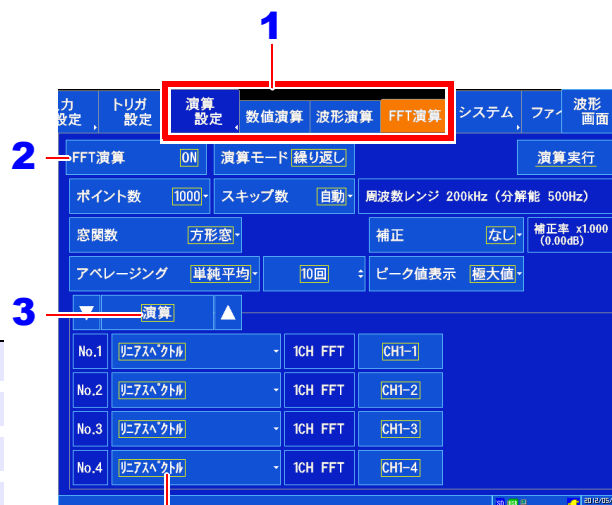 1
力 トリガ 演算 波形
設定 設定 設定 数値演算 波形演算 FFT演算 システム ファイ 画面
2 FFT演算 ON 演算モード 繰り返し 演算実行
ポイント数 1000 スキップ数 自動 周波数レンジ 200kHz (分解能 500Hz)
窓関数 方形窓 補正 なし 補正率 x1.000
(0.00dB)
アベレージング 単純平均 10回 ピーク値表示 極大値
3 ▼ 演算 ▲
No.1 リニアスペクトル 1CH FFT CH1-1
No.2 リニアスペクトル 1CH FFT CH1-2
No.3 リニアスペクトル 1CH FFT CH1-3
No.4 リニアスペクトル 1CH FFT CH1-4